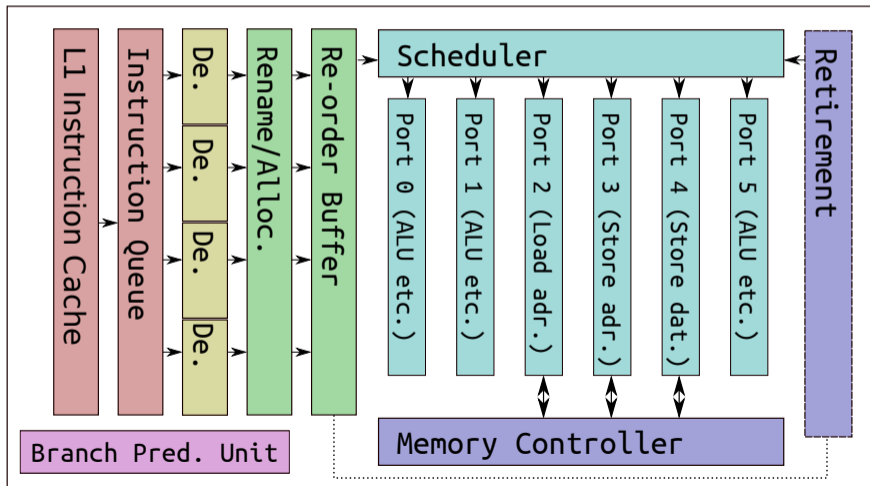 L1 Instruction Cache
Instruction Queue
De.
De.
De.
De.
Rename/Alloc.
Re-order Buffer
Scheduler
Port 0 (ALU etc.)
Port 1 (ALU etc.)
Port 2 (Load adr.)
Port 3 (Store adr.)
Port 4 (Store dat.)
Port 5 (ALU etc.)
Retirement
Memory Controller
Branch Pred. Unit